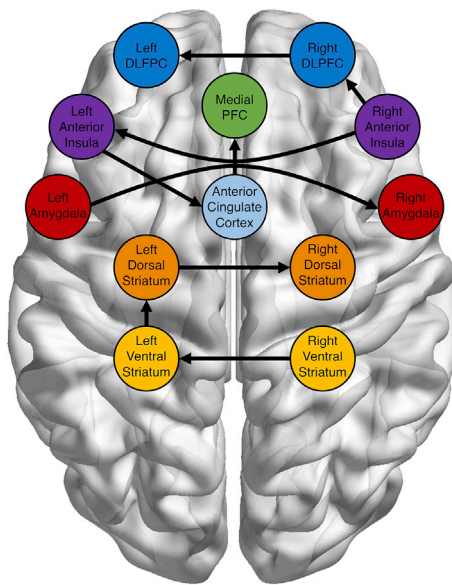 Left
DLFPC
Right
DLPFC
Medial
PFC
Left
Anterior
Insula
Right
Anterior
Insula
Left
Amygdala
Anterior
Cingulate
Cortex
Right
Amygdala
Left
Dorsal
Striatum
Right
Dorsal
Striatum
Left
Ventral
Striatum
Right
Ventral
Striatum